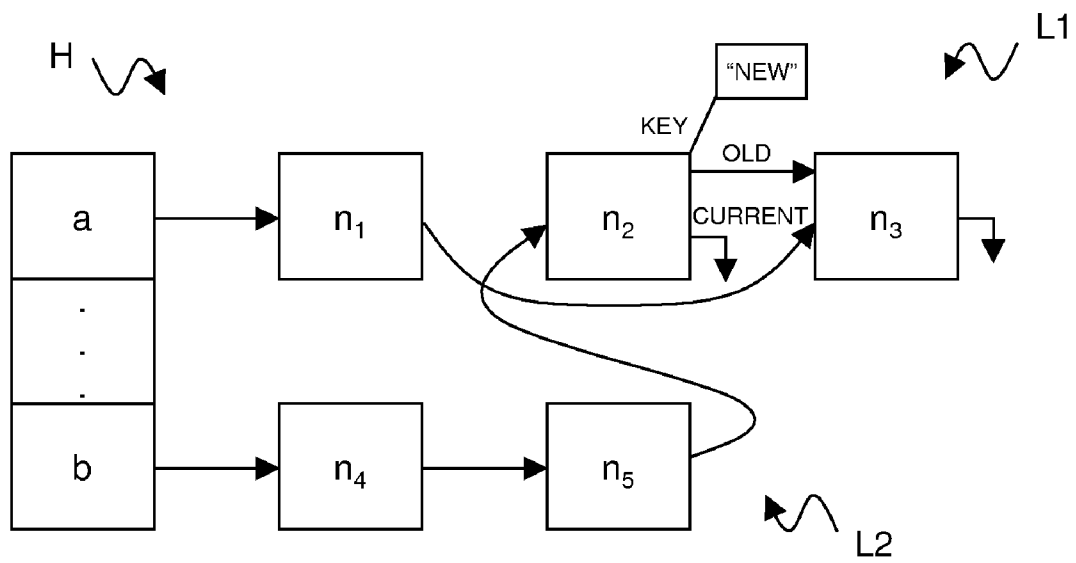 H
L1
"NEW"
KEY
OLD
a
n₁
n₂
CURRENT
n₃
.
.
.
b
n₄
n₅
L2